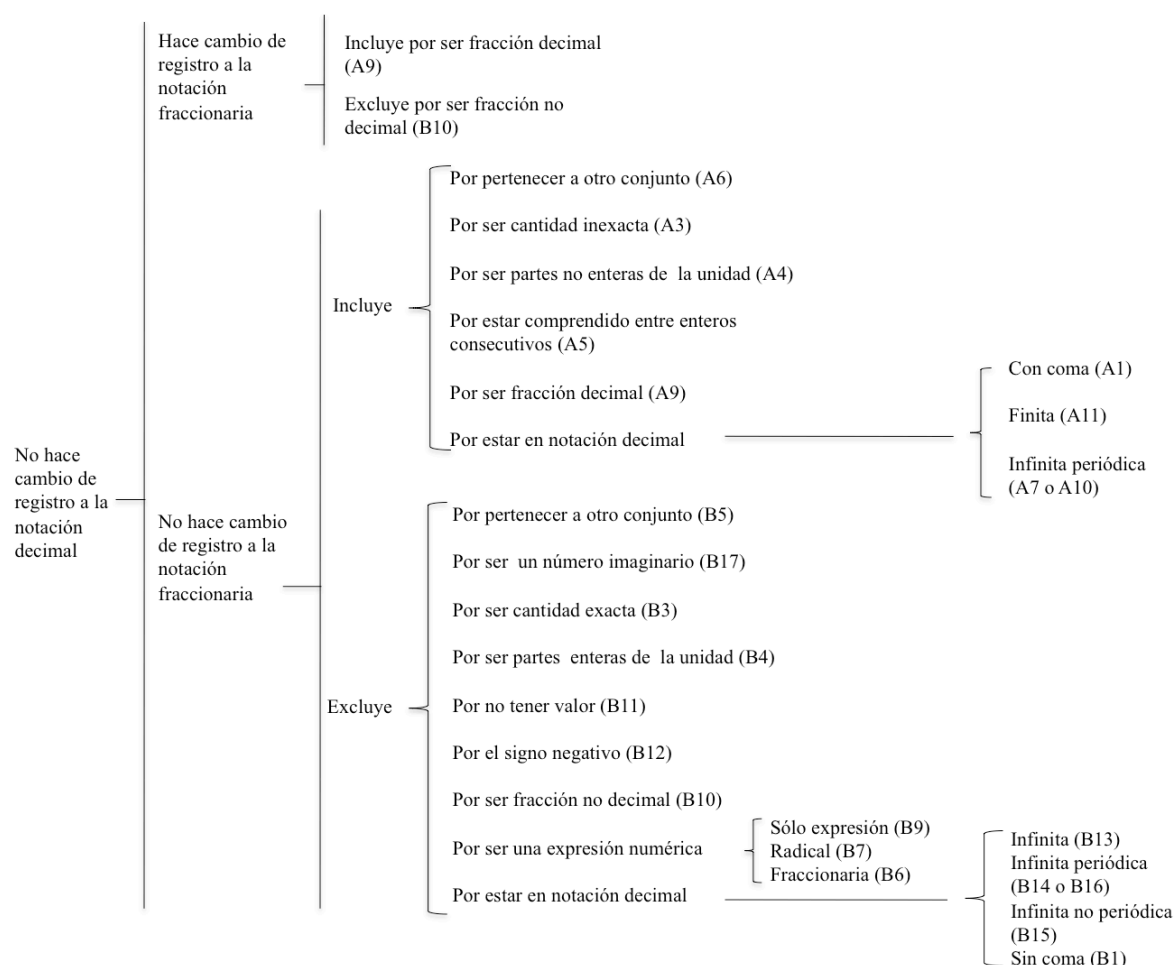 No hace
cambio de
registro a la
notación
decimal
Hace cambio de
registro a la
notación
fraccionaria
Incluye por ser fracción decimal
(A9)
Excluye por ser fracción no
decimal (B10)
No hace cambio
de registro a la
notación
fraccionaria
Incluye
Por pertenecer a otro conjunto (A6)
Por ser cantidad inexacta (A3)
Por ser partes no enteras de la unidad (A4)
Por estar comprendido entre enteros
consecutivos (A5)
Por ser fracción decimal (A9)
Por estar en notación decimal
Con coma (A1)
Finita (A11)
Infinita periódica
(A7 o A10)
Excluye
Por pertenecer a otro conjunto (B5)
Por ser un número imaginario (B17)
Por ser cantidad exacta (B3)
Por ser partes enteras de la unidad (B4)
Por no tener valor (B11)
Por el signo negativo (B12)
Por ser fracción no decimal (B10)
Por ser una expresión numérica
Sólo expresión (B9)
Radical (B7)
Fraccionaria (B6)
Por estar en notación decimal
Infinita (B13)
Infinita periódica
(B14 o B16)
Infinita no periódica
(B15)
Sin coma (B1)